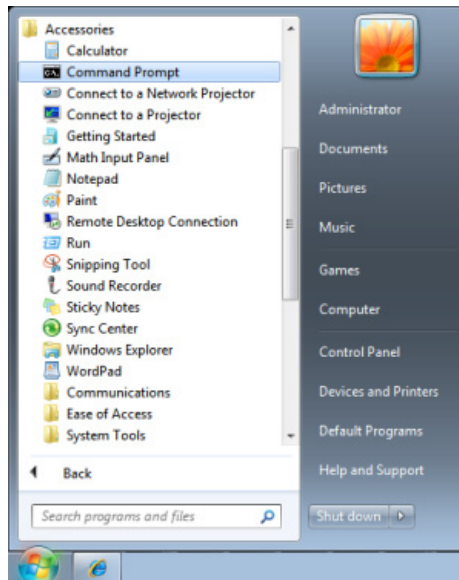 Accessories
Calculator
Command Prompt
Connect to a Network Projector
Connect to a Projector
Getting Started
Math Input Panel
Notepad
Paint
Remote Desktop Connection
Run
Snipping Tool
Sound Recorder
Sticky Notes
Sync Center
Windows Explorer
WordPad
Communications
Ease of Access
System Tools
Back
Search programs and files
Administrator
Documents
Pictures
Music
Games
Computer
Control Panel
Devices and Printers
Default Programs
Help and Support
Shut down